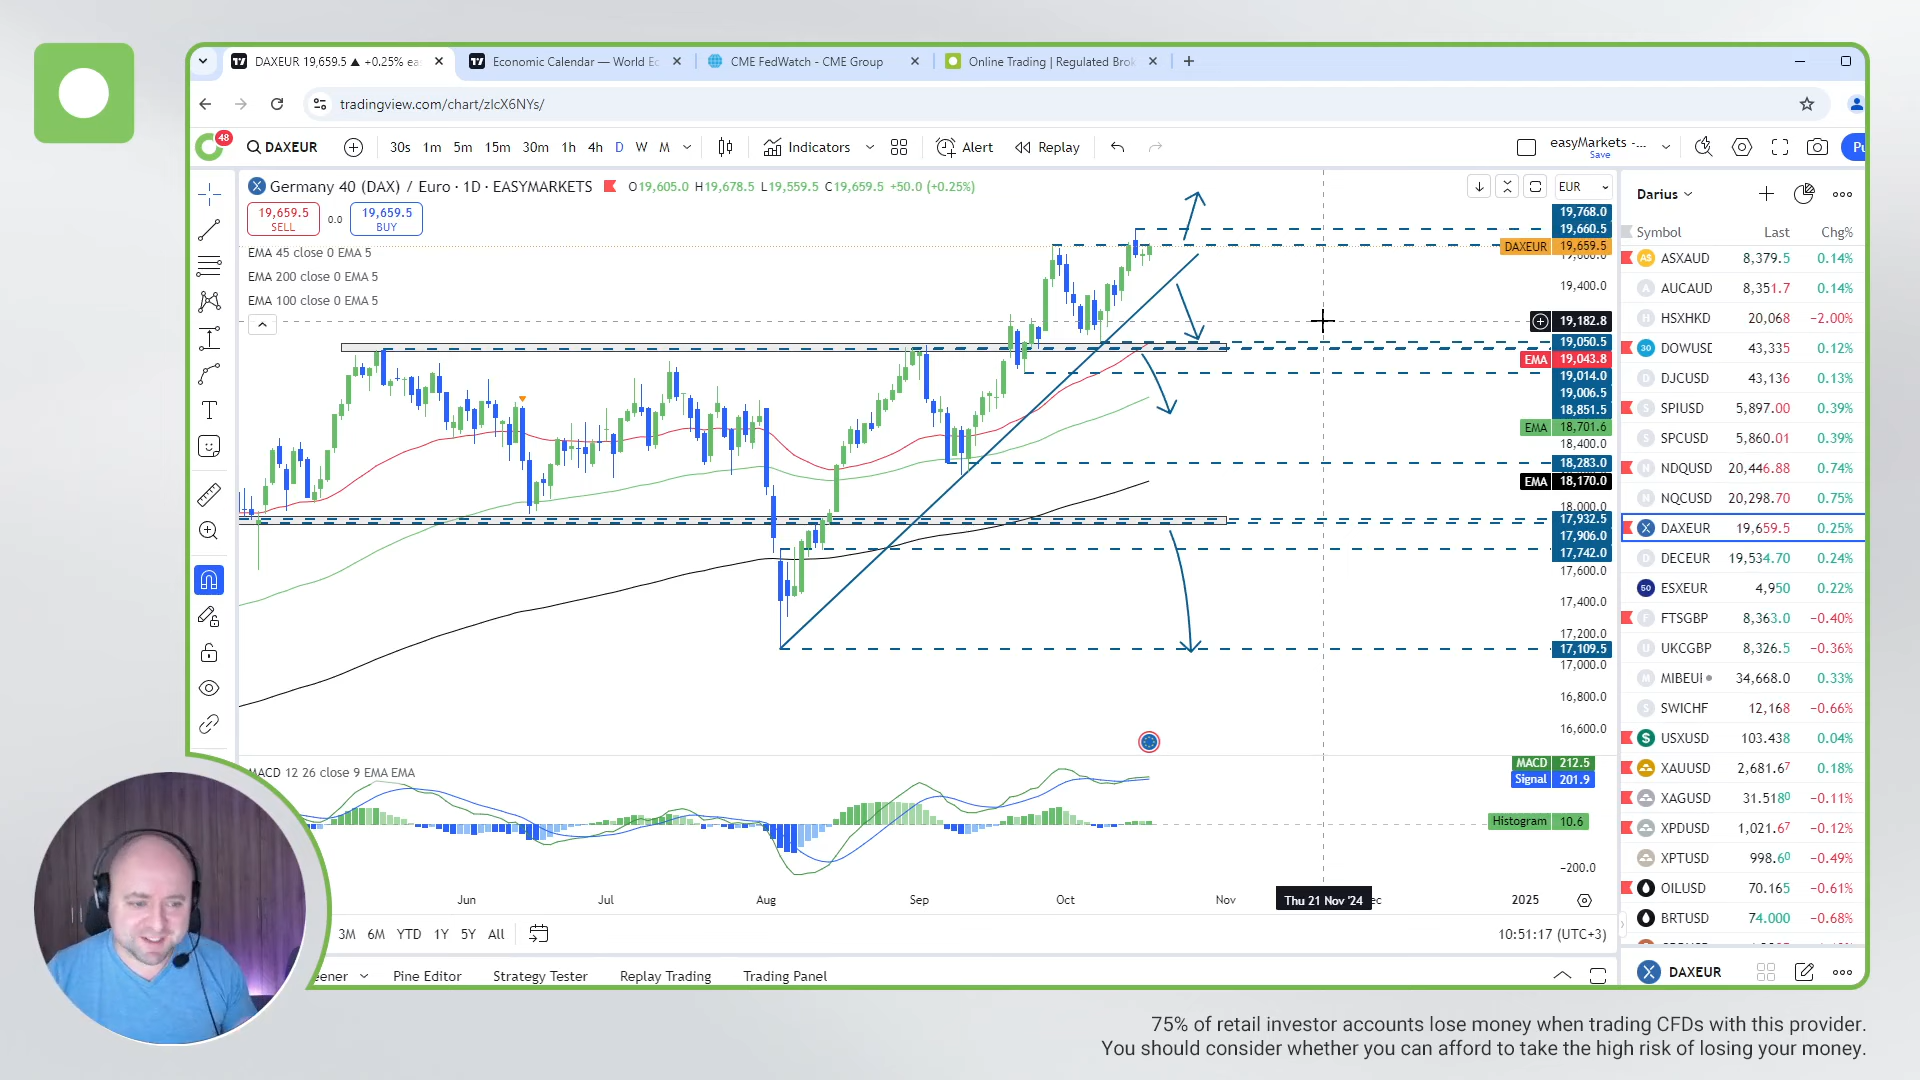 DAXEUR 19,659.5 ▲ +0.25% ea
Economic Calendar — World Ec
CME FedWatch - CME Group
Online Trading | Regulated Brok
tradingview.com/chart/zIcX6NYs/
48
DAXEUR
30s 1m 5m 15m 30m 1h 4h D W M
Indicators
Alert
Replay
easyMarkets -...
Save
Pu
Germany 40 (DAX) / Euro · 1D · EASYMARKETS
O19,605.0 H19,678.5 L19,559.5 C19,659.5 +50.0 (+0.25%)
EUR
19,659.5
SELL
0.0
19,659.5
BUY
EMA 45 close 0 EMA 5
EMA 200 close 0 EMA 5
EMA 100 close 0 EMA 5
19,768.0
19,660.5
DAXEUR 19,659.5
19,600.0
19,400.0
19,182.8
19,050.5
EMA 19,043.8
19,014.0
19,006.5
18,851.5
EMA 18,701.6
18,400.0
18,283.0
EMA 18,170.0
18,000.0
17,932.5
17,906.0
17,742.0
17,600.0
17,400.0
17,200.0
17,109.5
17,000.0
16,800.0
16,600.0
MACD 12 26 close 9 EMA EMA
MACD 212.5
Signal 201.9
Histogram 10.6
−200.0
Jun Jul Aug Sep Oct Nov Thu 21 Nov '24 ec 2025
3M 6M YTD 1Y 5Y All
10:51:17 (UTC+3)
eener Pine Editor Strategy Tester Replay Trading Trading Panel
Darius
Symbol Last Chg%
A$ ASXAUD 8,379.5 0.14%
A AUCAUD 8,351.7 0.14%
H HSXHKD 20,068 −2.00%
30 DOWUSD 43,335 0.12%
D DJCUSD 43,136 0.13%
S SPIUSD 5,897.00 0.39%
S SPCUSD 5,860.01 0.39%
N NDQUSD 20,446.88 0.74%
N NQCUSD 20,298.70 0.75%
DAXEUR 19,659.5 0.25%
D DECEUR 19,534.70 0.24%
50 ESXEUR 4,950 0.22%
F FTSGBP 8,363.0 −0.40%
U UKCGBP 8,326.5 −0.36%
M MIBEUR 34,668.0 0.33%
S SWICHF 12,168 −0.66%
$ USXUSD 103.438 0.04%
XAUUSD 2,681.67 0.18%
XAGUSD 31.5180 −0.11%
XPDUSD 1,021.67 −0.12%
XPTUSD 998.60 −0.49%
OILUSD 70.165 −0.61%
BRTUSD 74.000 −0.68%
DAXEUR
75% of retail investor accounts lose money when trading CFDs with this provider.
You should consider whether you can afford to take the high risk of losing your money.